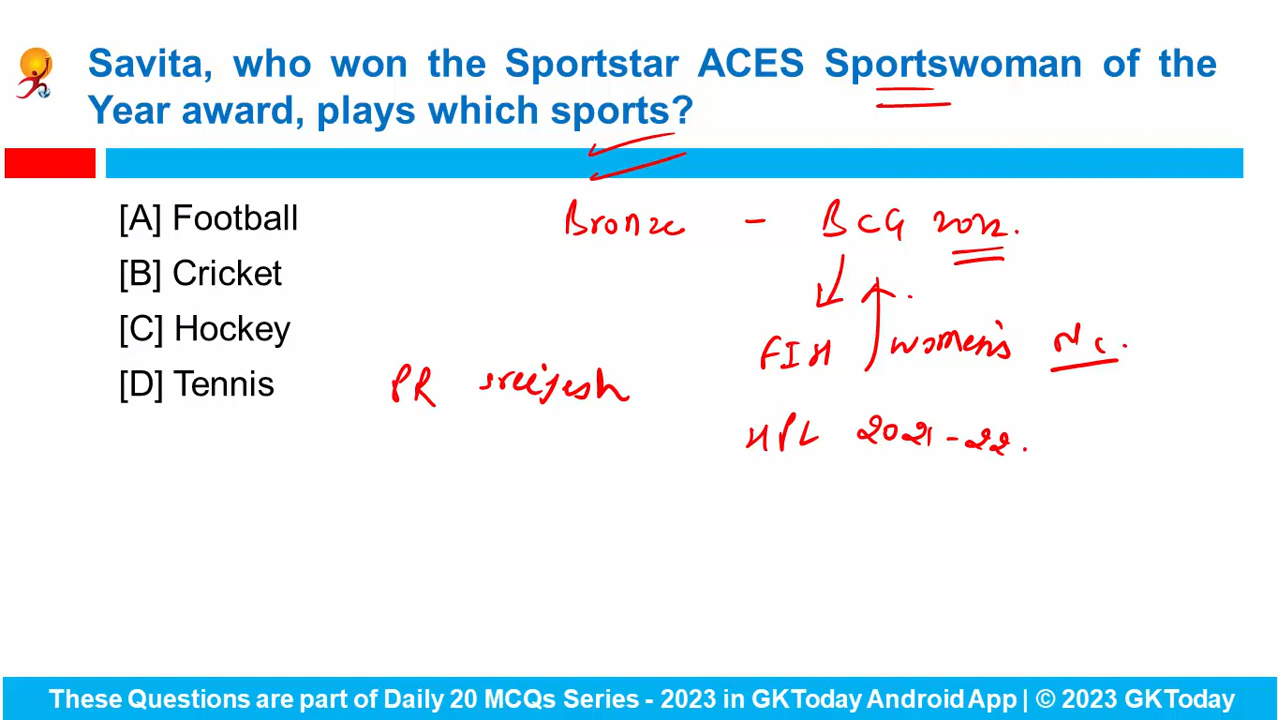 Savita, who won the Sportstar ACES Sportswoman of the
Year award, plays which sports?
[A] Football
[B] Cricket
[C] Hockey
[D] Tennis
Bronze - BCG 2022.
FIH women's NC.
PR sreejesh
HPL 2021-22.
These Questions are part of Daily 20 MCQs Series - 2023 in GKToday Android App | © 2023 GKToday